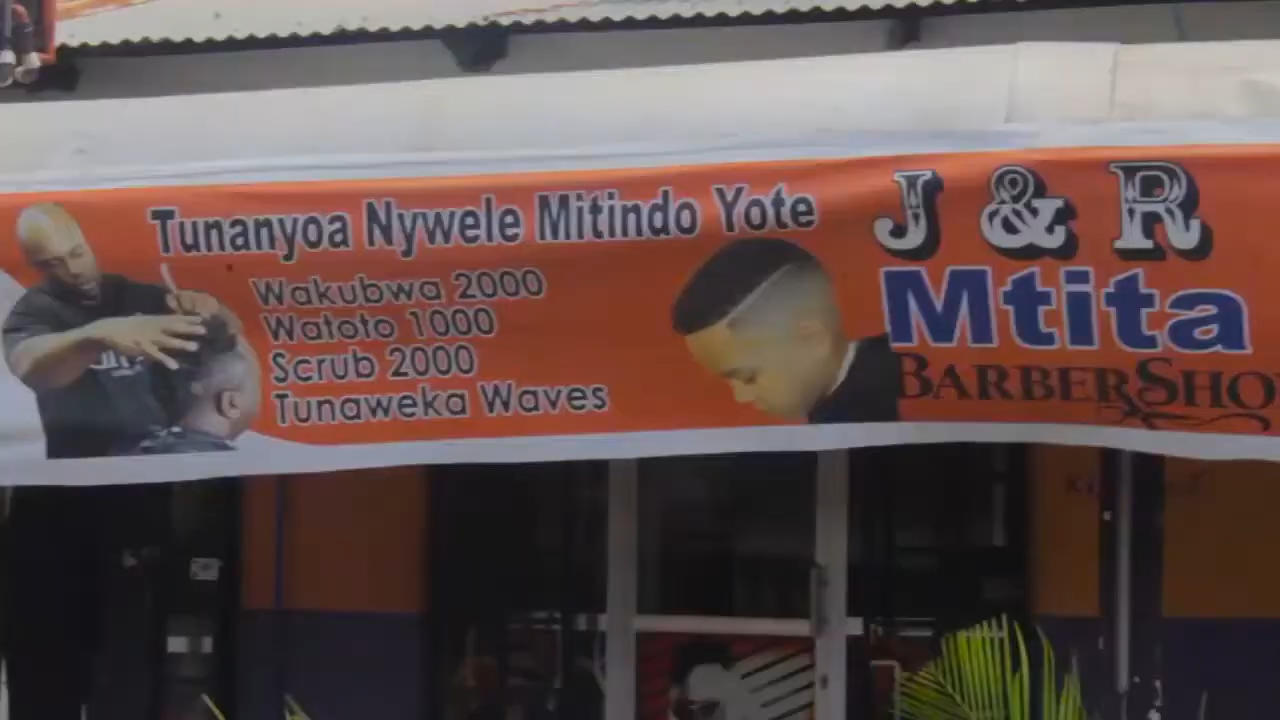 Tunanyoa Nywele Mitindo Yote
Wakubwa 2000
Watoto 1000
Scrub 2000
Tunaweka Waves
J & R
Mtita
BARBERSHO